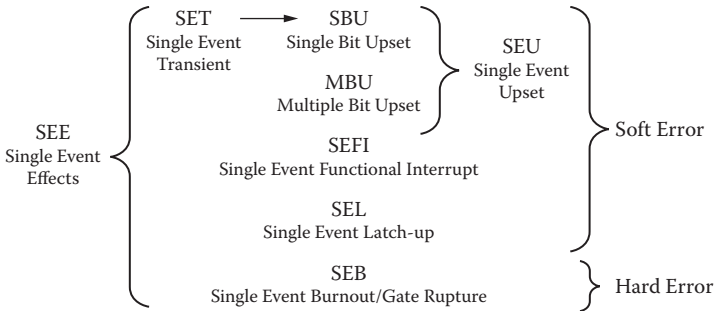 SET
Single Event
Transient
SBU
Single Bit Upset
MBU
Multiple Bit Upset
SEU
Single Event
Upset
SEE
Single Event
Effects
SEFI
Single Event Functional Interrupt
SEL
Single Event Latch-up
Soft Error
SEB
Single Event Burnout/Gate Rupture
Hard Error